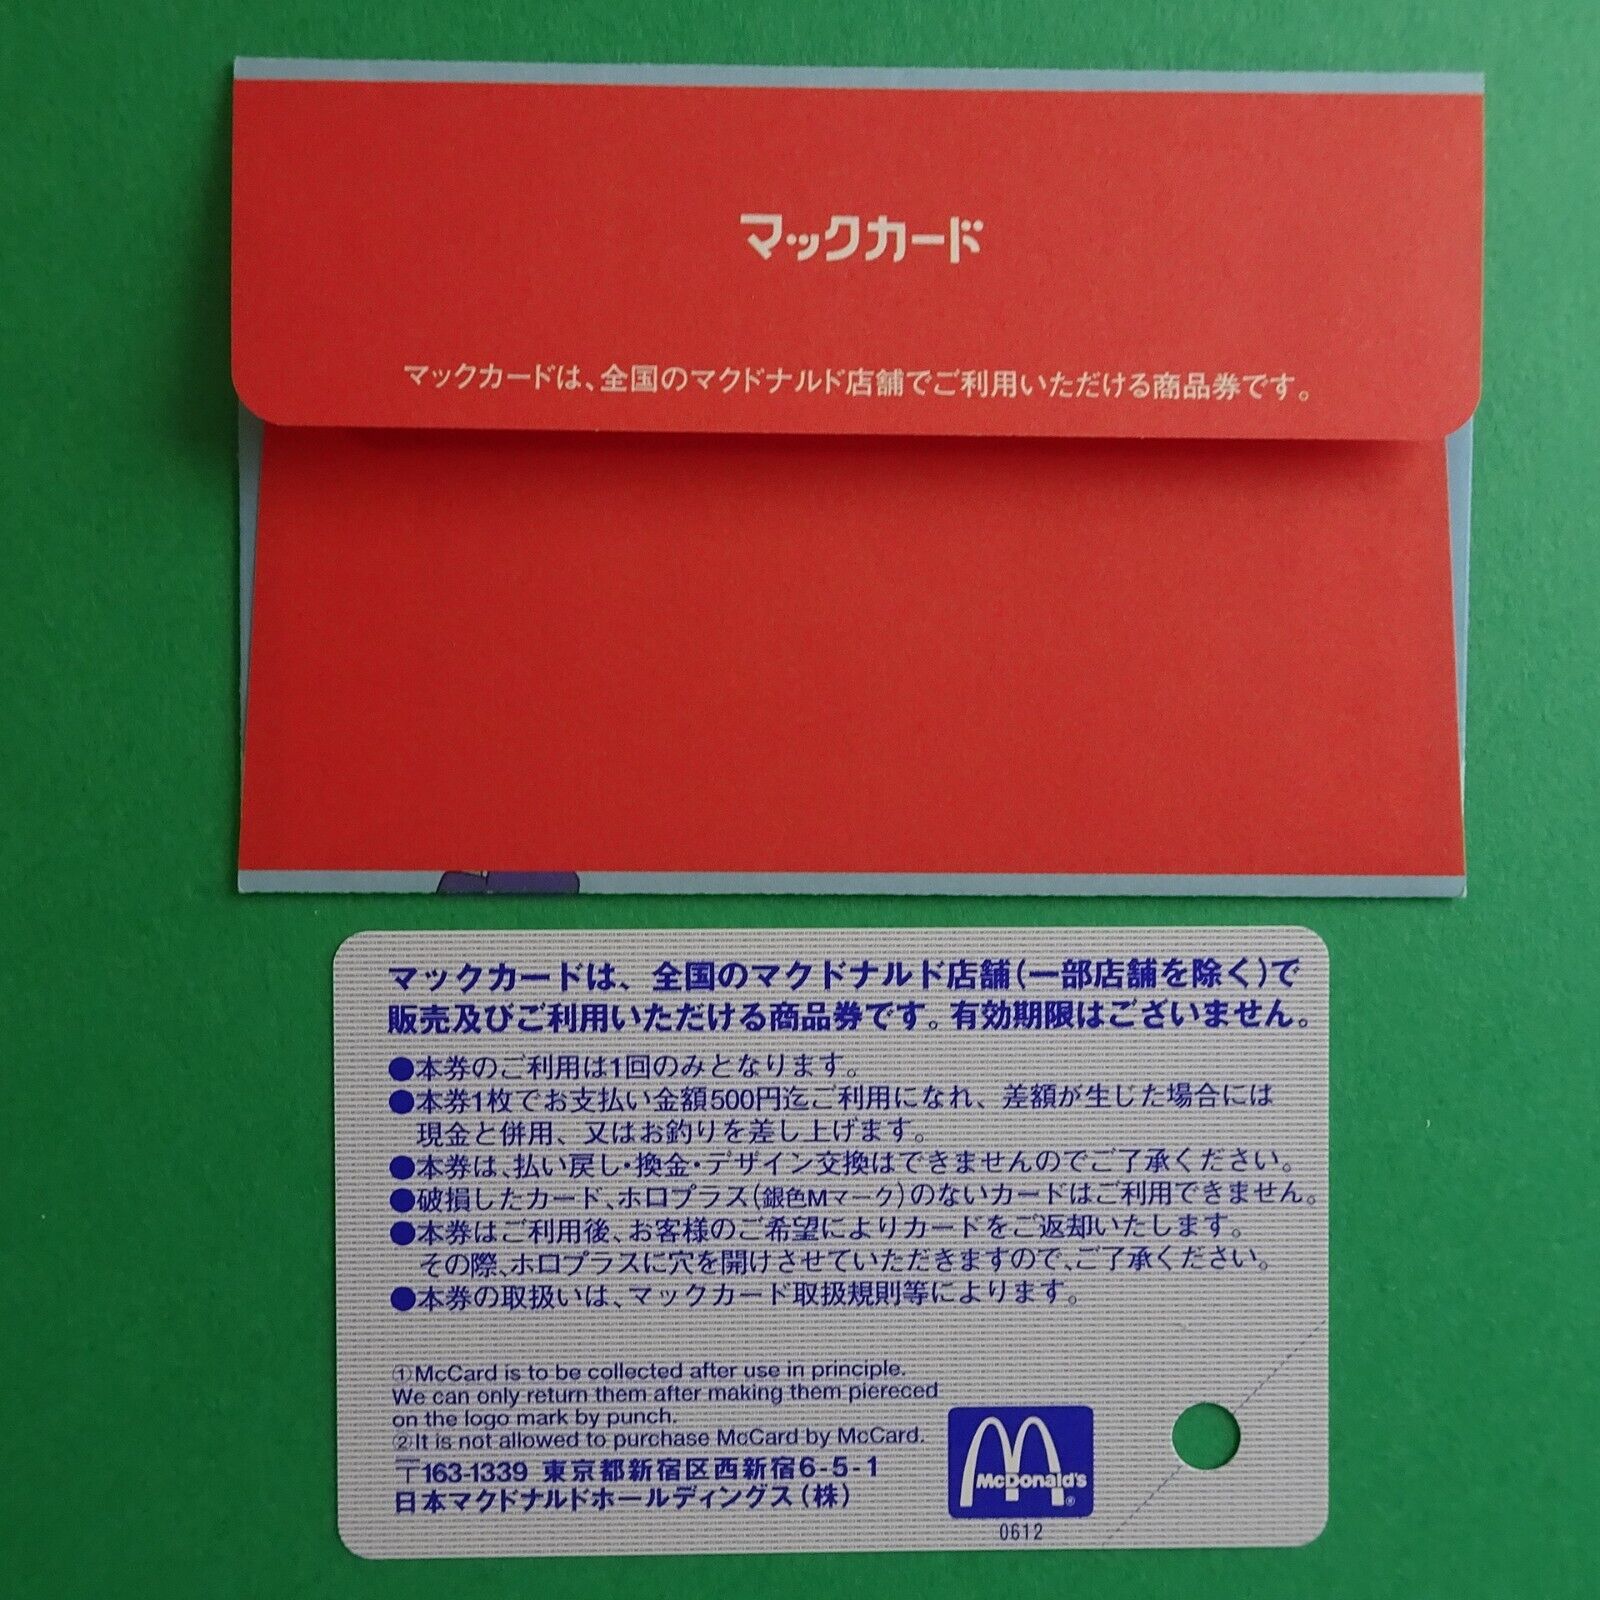 マックカード
マックカードは、全国のマクドナルド店舗でご利用いただける商品券です。
マックカードは、全国のマクドナルド店舗(一部店舗を除く)で
販売及びご利用いただける商品券です。有効期限はございません。
●本券のご利用は1回のみとなります。
●本券1枚でお支払い金額500円迄ご利用になれ、差額が生じた場合には
現金と併用、又はお釣りを差し上げます。
●本券は、払い戻し・換金・デザイン交換はできませんのでご了承ください。
●破損したカード、ホロプラス(銀色Mマーク)のないカードはご利用できません。
●本券はご利用後、お客様のご希望によりカードをご返却いたします。
その際、ホロプラスに穴を開けさせていただきますので、ご了承ください。
●本券の取扱いは、マックカード取扱規則等によります。
①McCard is to be collected after use in principle.
We can only return them after making them piereced
on the logo mark by punch.
②It is not allowed to purchase McCard by McCard.
〒163-1339 東京都新宿区西新宿6-5-1
日本マクドナルドホールディングス(株)
McDonald's
®
0612